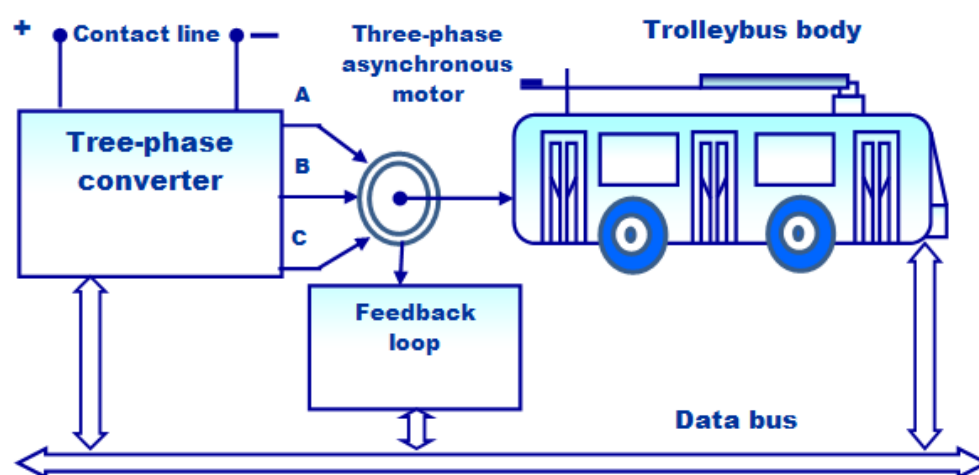 + Contact line —
Three-phase
asynchronous
motor
Trolleybus body
Tree-phase
converter
A
B
C
Feedback
loop
Data bus